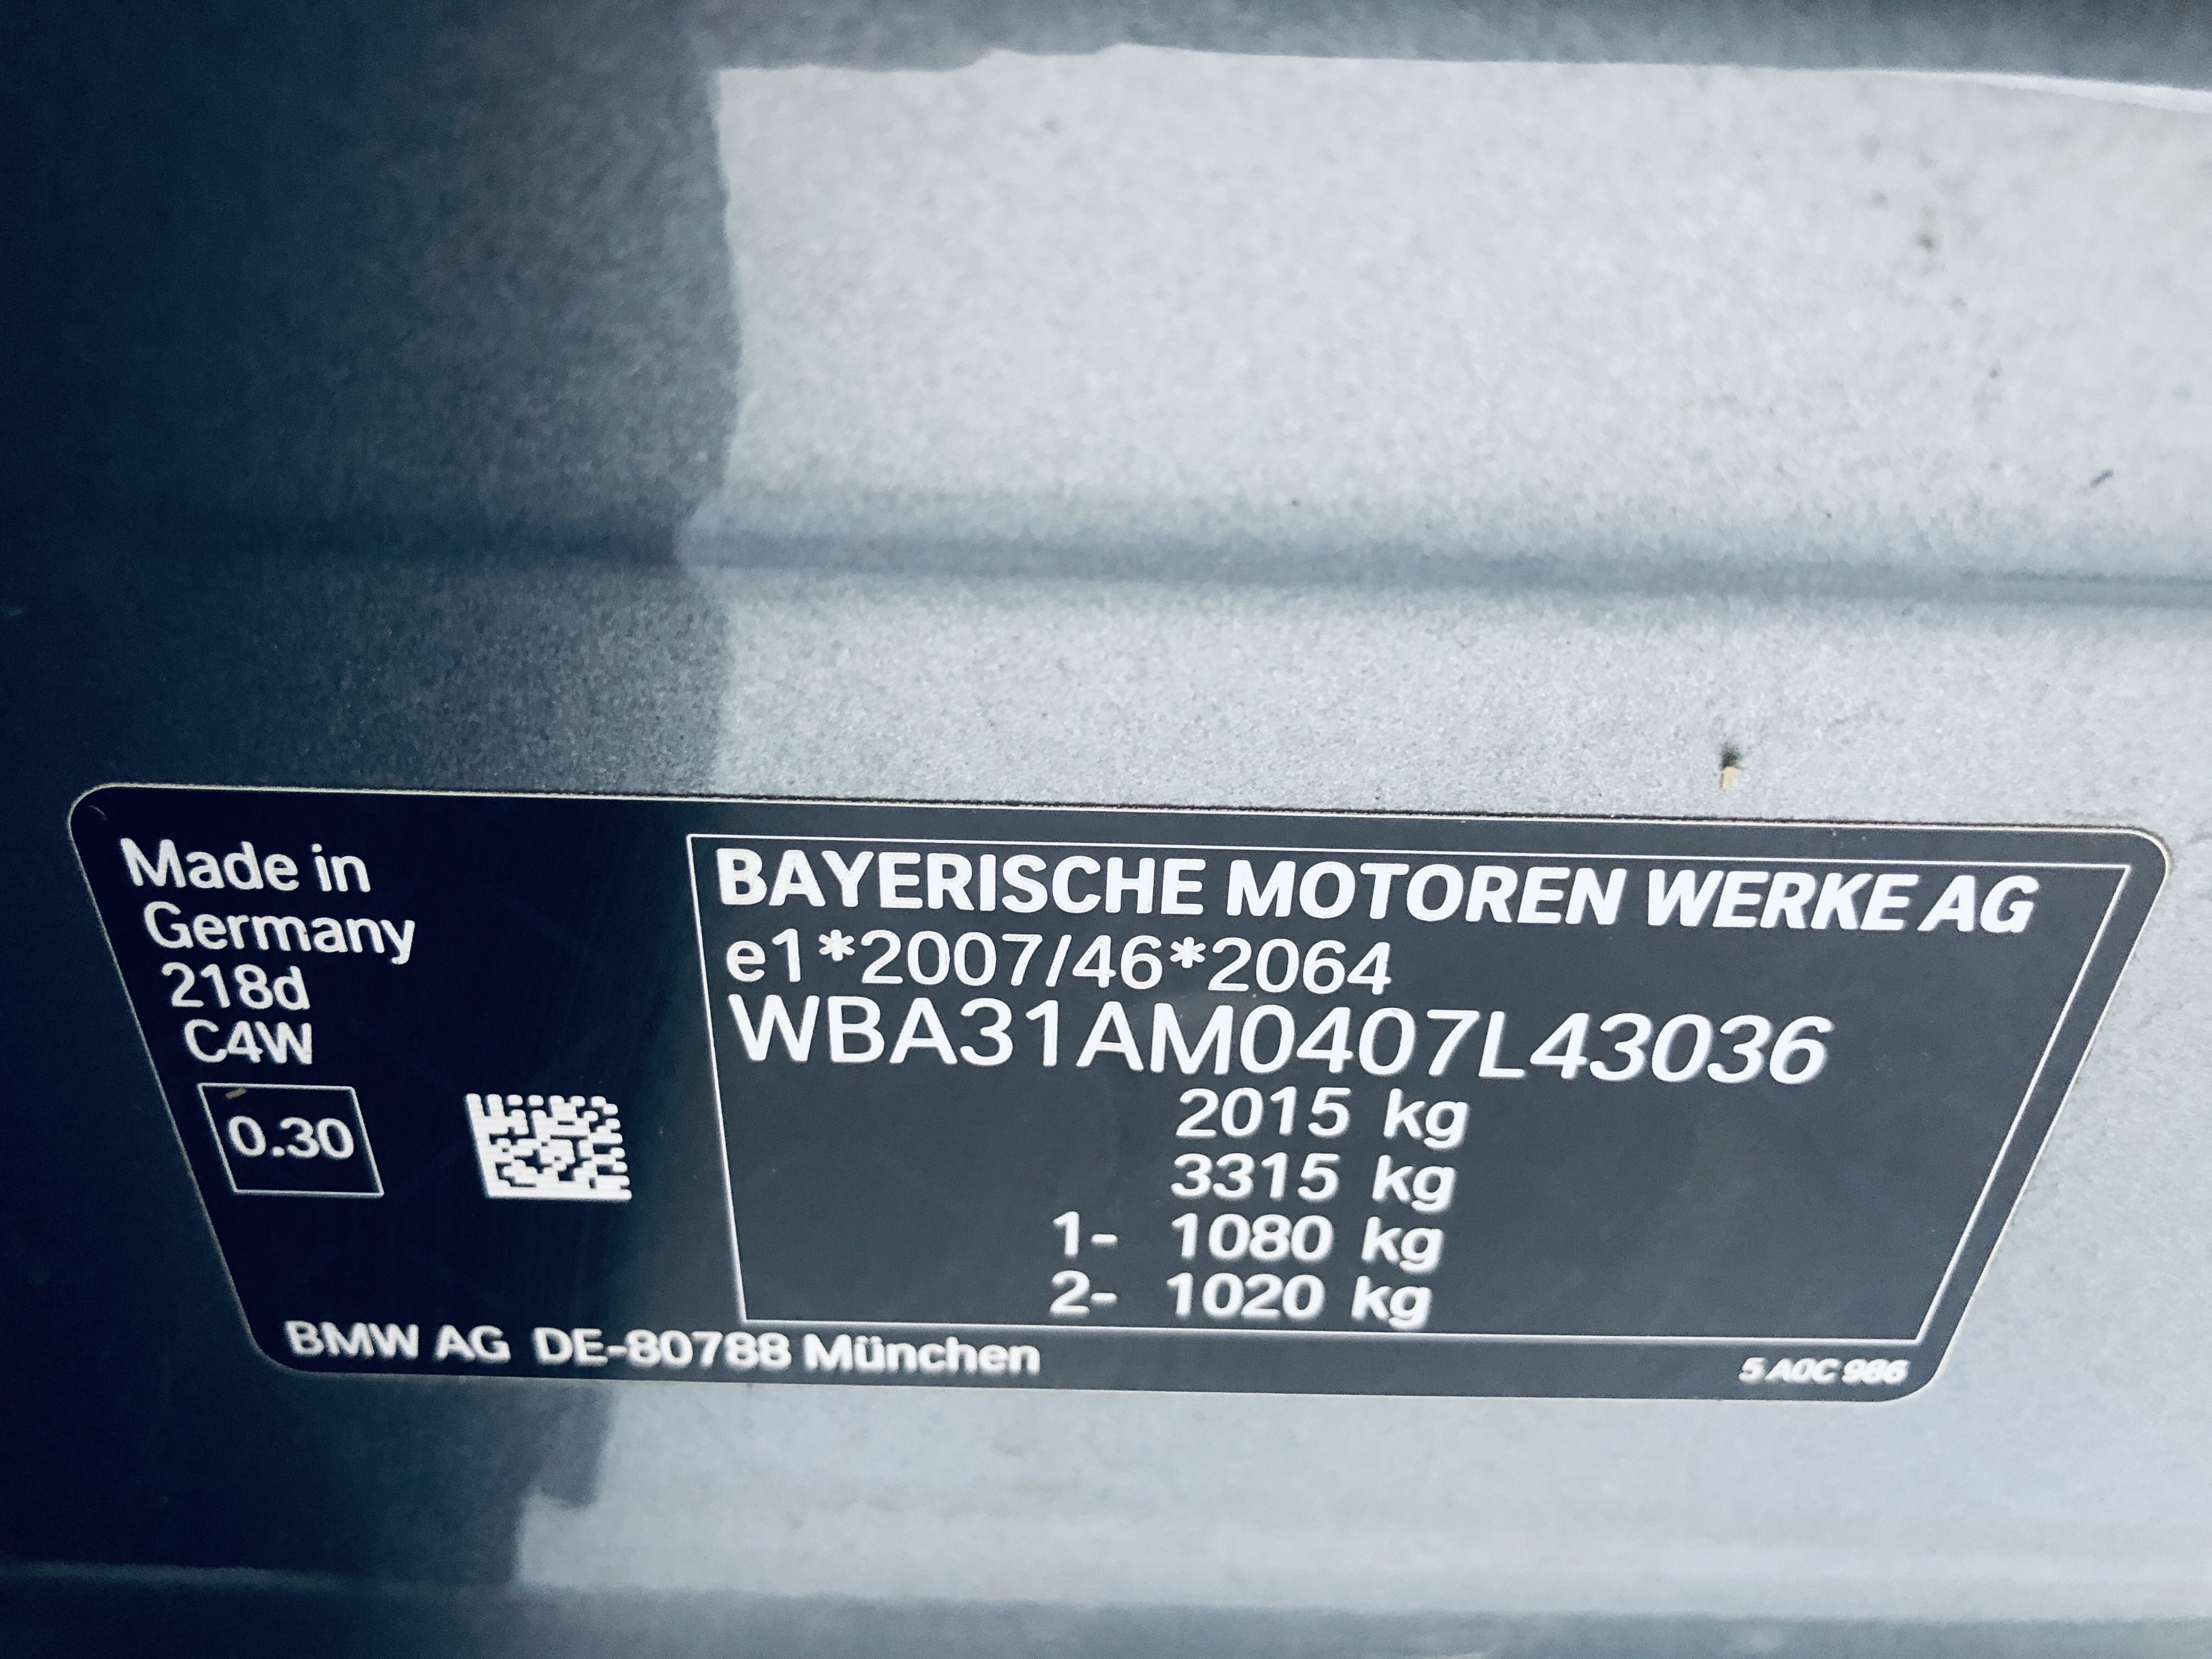 Made in
Germany
218d
C4W
0.30
BAYERISCHE MOTOREN WERKE AG
e1*2007/46*2064
WBA31AM0407L43036
2015 kg
3315 kg
1- 1080 kg
2- 1020 kg
BMW AG DE-80788 München
5 A0C 986